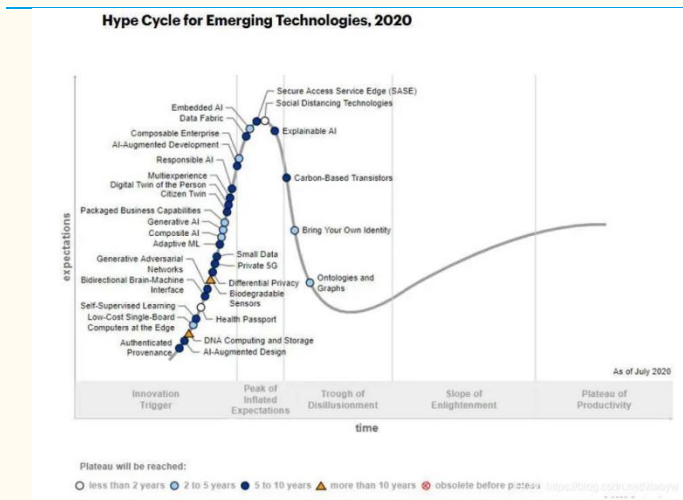 Hype Cycle for Emerging Technologies, 2020
Secure Access Service Edge (SASE)
Social Distancing Technologies
Embedded AI
Data Fabric
Explainable AI
Composable Enterprise
AI-Augmented Development
Responsible AI
Carbon-Based Transistors
Multiexperience
Digital Twin of the Person
Citizen Twin
Packaged Business Capabilities
Generative AI
Composite AI
Adaptive ML
Bring Your Own Identity
Small Data
Private 5G
Generative Adversarial
Networks
Differential Privacy
Bidirectional Brain-Machine
Interface
Biodegradable
Sensors
Ontologies and
Graphs
Self-Supervised Learning
Health Passport
Low-Cost Single-Board
Computers at the Edge
DNA Computing and Storage
Authenticated
Provenance
AI-Augmented Design
expectations
As of July 2020
Innovation
Trigger
Peak of
Inflated
Expectations
Trough of
Disillusionment
Slope of
Enlightenment
Plateau of
Productivity
time
Plateau will be reached:
less than 2 years
2 to 5 years
5 to 10 years
more than 10 years
obsolete before plateau